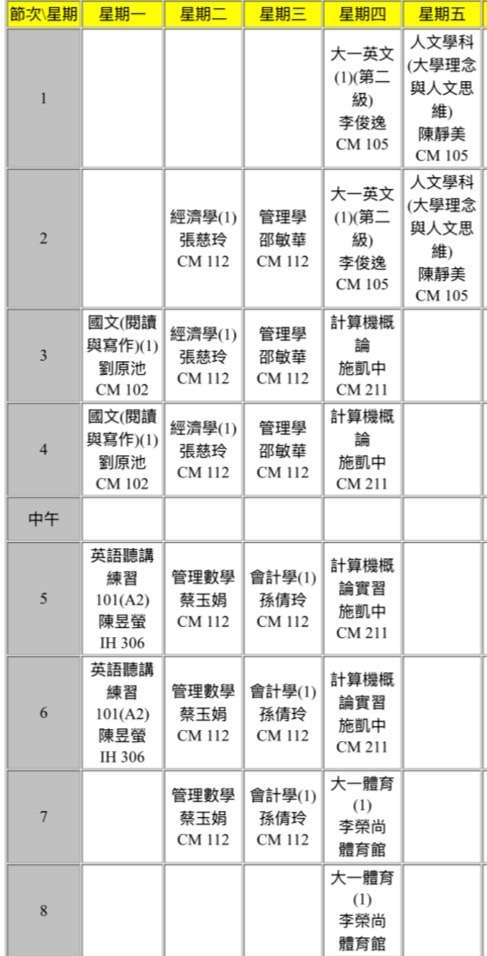 節次\星期 星期一 星期二 星期三 星期四 星期五
1
大一英文
(1)(第二
級)
李俊逸
CM 105
人文學科
(大學理念
與人文思
維)
陳靜美
CM 105
2
經濟學(1)
張慈玲
CM 112
管理學
邵敏華
CM 112
大一英文
(1)(第二
級)
李俊逸
CM 105
人文學科
(大學理念
與人文思
維)
陳靜美
CM 105
3
國文(閱讀
與寫作)(1)
劉原池
CM 102
經濟學(1)
張慈玲
CM 112
管理學
邵敏華
CM 112
計算機概
論
施凱中
CM 211
4
國文(閱讀
與寫作)(1)
劉原池
CM 102
經濟學(1)
張慈玲
CM 112
管理學
邵敏華
CM 112
計算機概
論
施凱中
CM 211
中午
5
英語聽講
練習
101(A2)
陳昱螢
IH 306
管理數學
蔡玉娟
CM 112
會計學(1)
孫倩玲
CM 112
計算機概
論實習
施凱中
CM 211
6
英語聽講
練習
101(A2)
陳昱螢
IH 306
管理數學
蔡玉娟
CM 112
會計學(1)
孫倩玲
CM 112
計算機概
論實習
施凱中
CM 211
7
管理數學
蔡玉娟
CM 112
會計學(1)
孫倩玲
CM 112
大一體育
(1)
李榮尚
體育館
8
大一體育
(1)
李榮尚
體育館